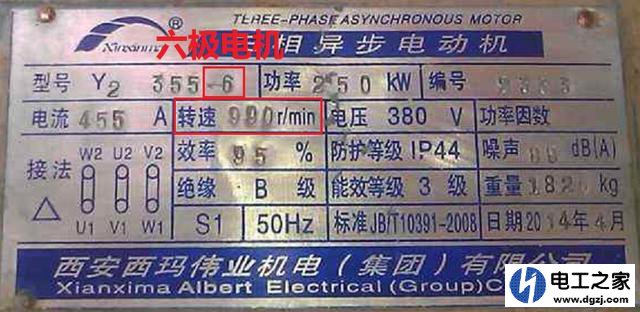 TEREE-PHASE ASYNCHRONOUS MOTOR
Xinxima ®
相异步电动机
六极电机
型号 Y2 355-6 功率 250 kW 编号
电流 455 A 转速 990 r/min 电压 380 V 功率因数
接法 W2 U2 V2 效率 95 % 防护等级 IP44 噪声 dB(A)
绝缘 B 级 能效等级 3 级 重量 kg
U1 V1 W1 S1 50Hz 标准 JB/T10391-2008 日期 2014年4月
西安西玛伟业机电(集团)有限公司
Xianxima Albert Electrical (Group)C
电工之家
www.dgzj.com